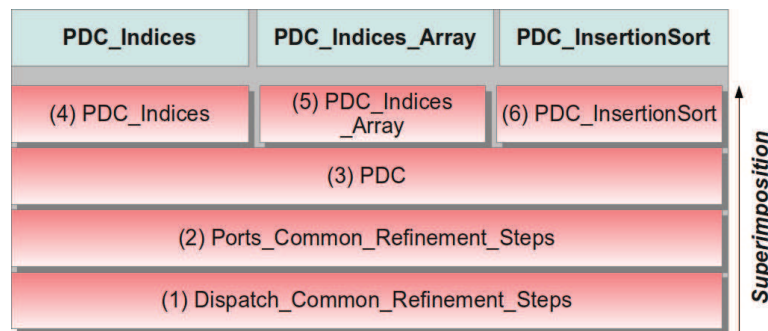 PDC_Indices
PDC_Indices_Array
PDC_InsertionSort
(4) PDC_Indices
(5) PDC_Indices
_Array
(6) PDC_InsertionSort
(3) PDC
(2) Ports_Common_Refinement_Steps
(1) Dispatch_Common_Refinement_Steps
Superimposition